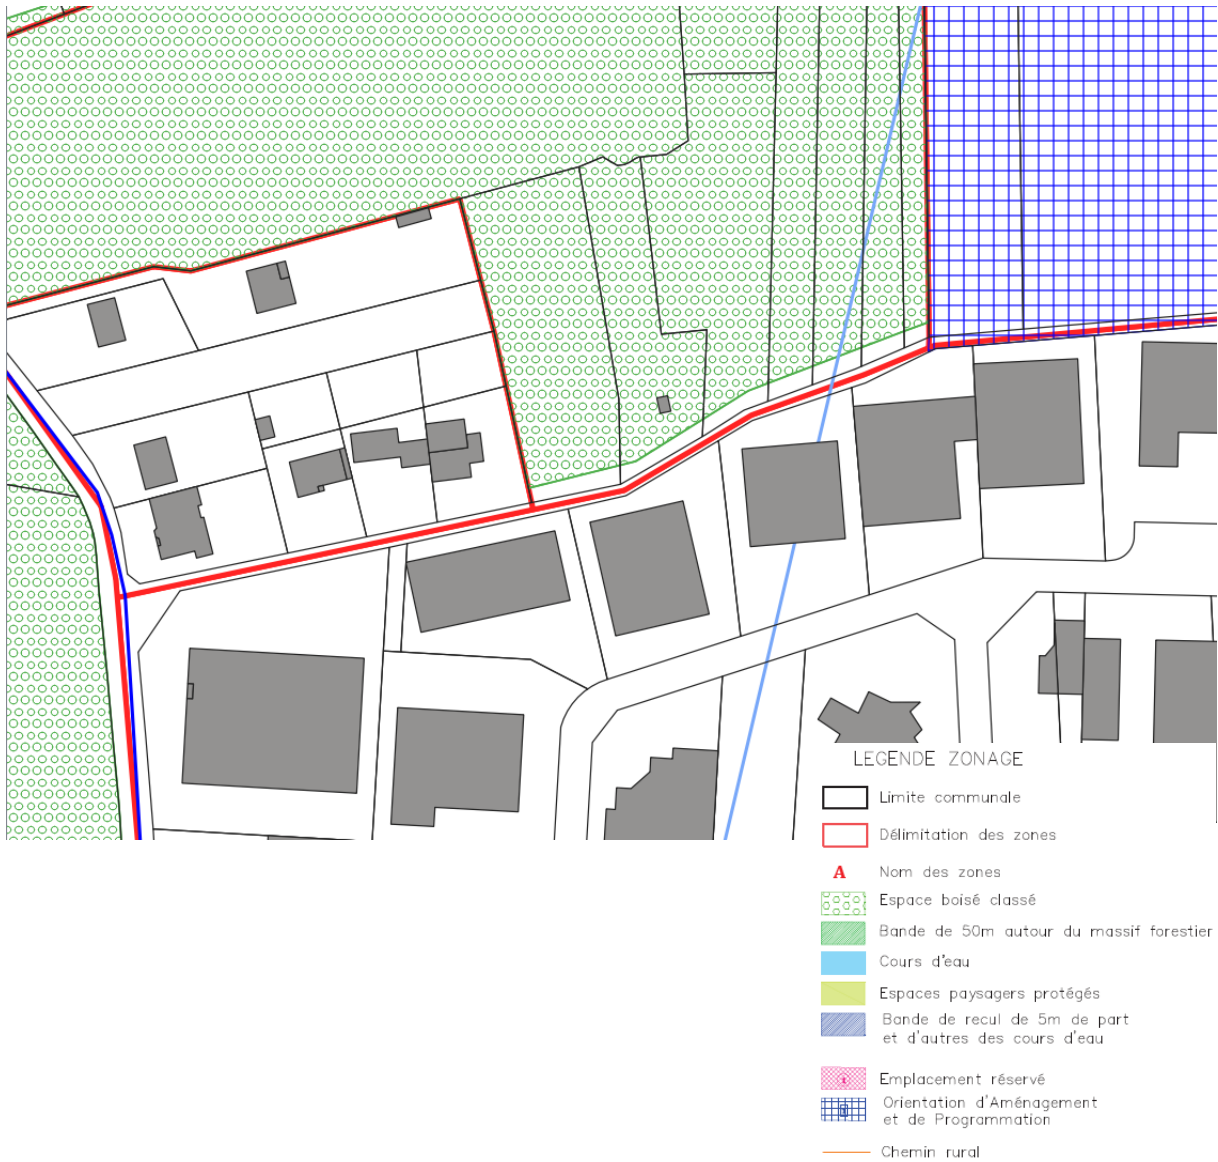 LEGENDE ZONAGE
Limite communale
Délimitation des zones
A Nom des zones
Espace boisé classé
Bande de 50m autour du massif forestier
Cours d'eau
Espaces paysagers protégés
Bande de recul de 5m de part
et d'autres des cours d'eau
Emplacement réservé
Orientation d'Aménagement
et de Programmation
Chemin rural